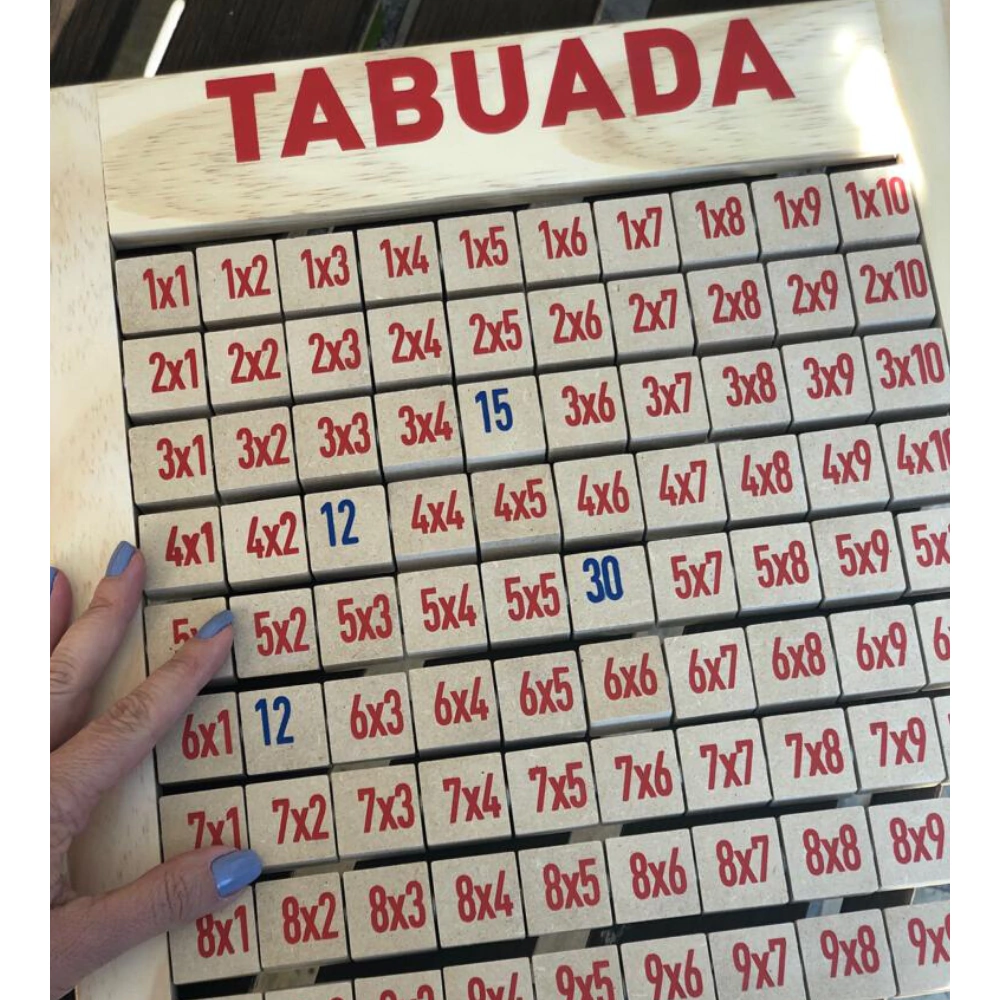 TABUADA
1x1 1x2 1x3 1x4 1x5 1x6 1x7 1x8 1x9 1x10
2x1 2x2 2x3 2x4 2x5 2x6 2x7 2x8 2x9 2x10
3x1 3x2 3x3 3x4 15 3x6 3x7 3x8 3x9 3x10
4x1 4x2 12 4x4 4x5 4x6 4x7 4x8 4x9 4x10
5x2 5x3 5x4 5x5 30 5x7 5x8 5x9
6x1 12 6x3 6x4 6x5 6x6 6x7 6x8 6x9
7x1 7x2 7x3 7x4 7x5 7x6 7x7 7x8 7x9
8x1 8x2 8x3 8x4 8x5 8x6 8x7 8x8 8x9
9x4 9x5 9x6 9x7 9x8 9x9